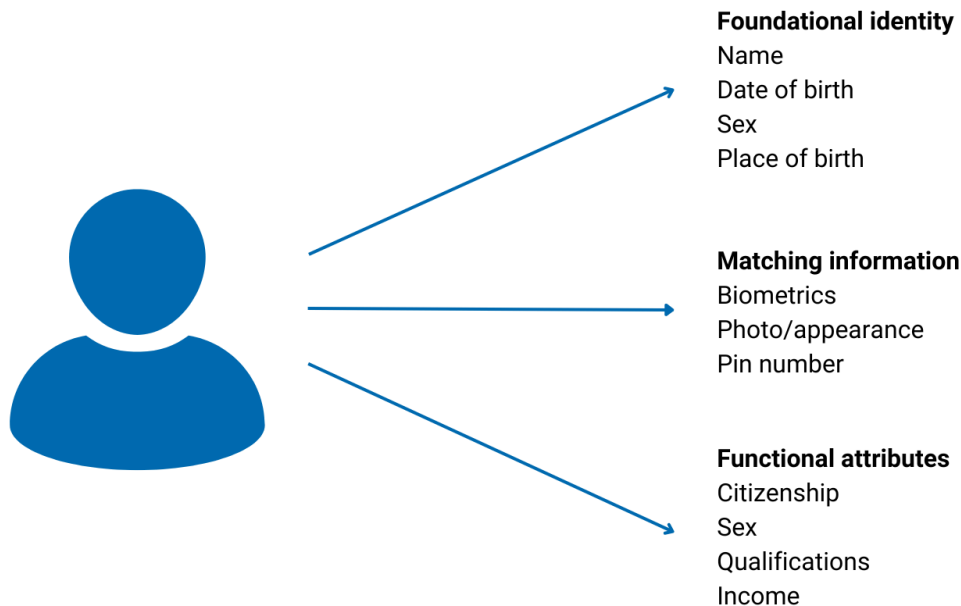 Foundational identity
Name
Date of birth
Sex
Place of birth
Matching information
Biometrics
Photo/appearance
Pin number
Functional attributes
Citizenship
Sex
Qualifications
Income